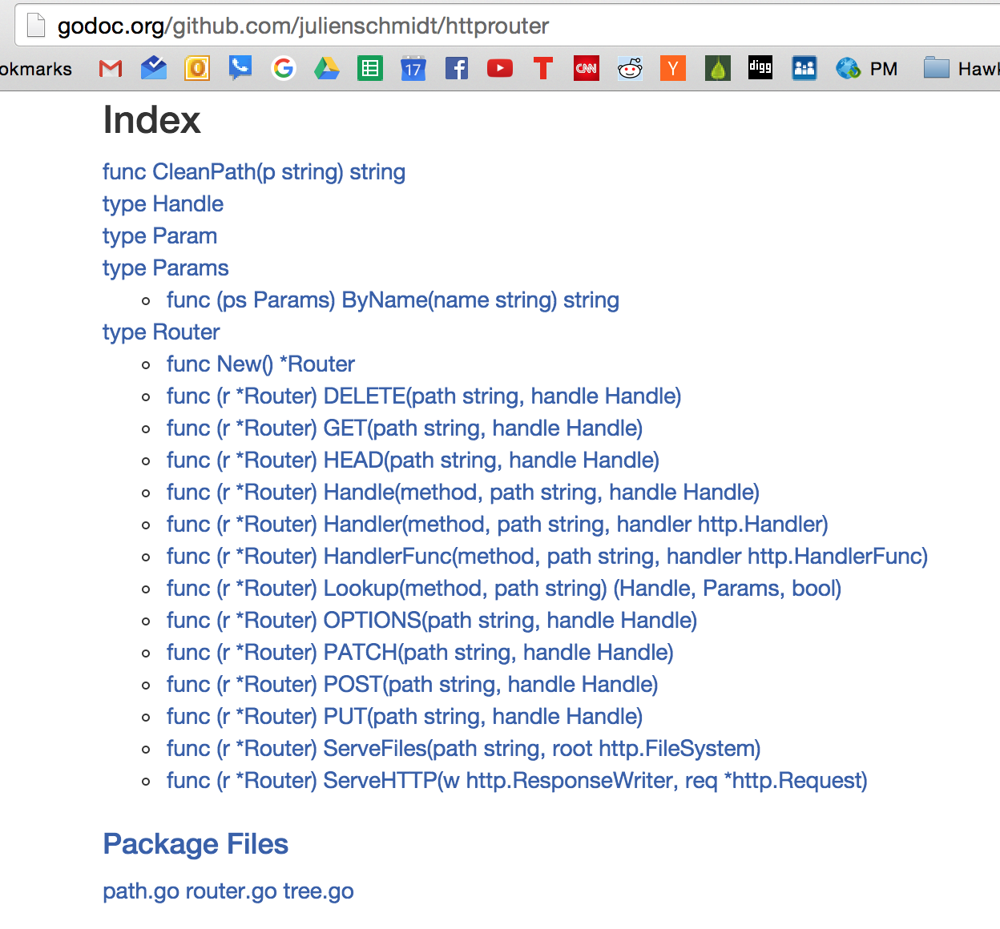 godoc.org/github.com/julienschmidt/httprouter
okmarks 17 T CNN Y digg PM Hawk
Index
func CleanPath(p string) string
type Handle
type Param
type Params
func (ps Params) ByName(name string) string
type Router
func New() *Router
func (r *Router) DELETE(path string, handle Handle)
func (r *Router) GET(path string, handle Handle)
func (r *Router) HEAD(path string, handle Handle)
func (r *Router) Handle(method, path string, handle Handle)
func (r *Router) Handler(method, path string, handler http.Handler)
func (r *Router) HandlerFunc(method, path string, handler http.HandlerFunc)
func (r *Router) Lookup(method, path string) (Handle, Params, bool)
func (r *Router) OPTIONS(path string, handle Handle)
func (r *Router) PATCH(path string, handle Handle)
func (r *Router) POST(path string, handle Handle)
func (r *Router) PUT(path string, handle Handle)
func (r *Router) ServeFiles(path string, root http.FileSystem)
func (r *Router) ServeHTTP(w http.ResponseWriter, req *http.Request)
Package Files
path.go router.go tree.go